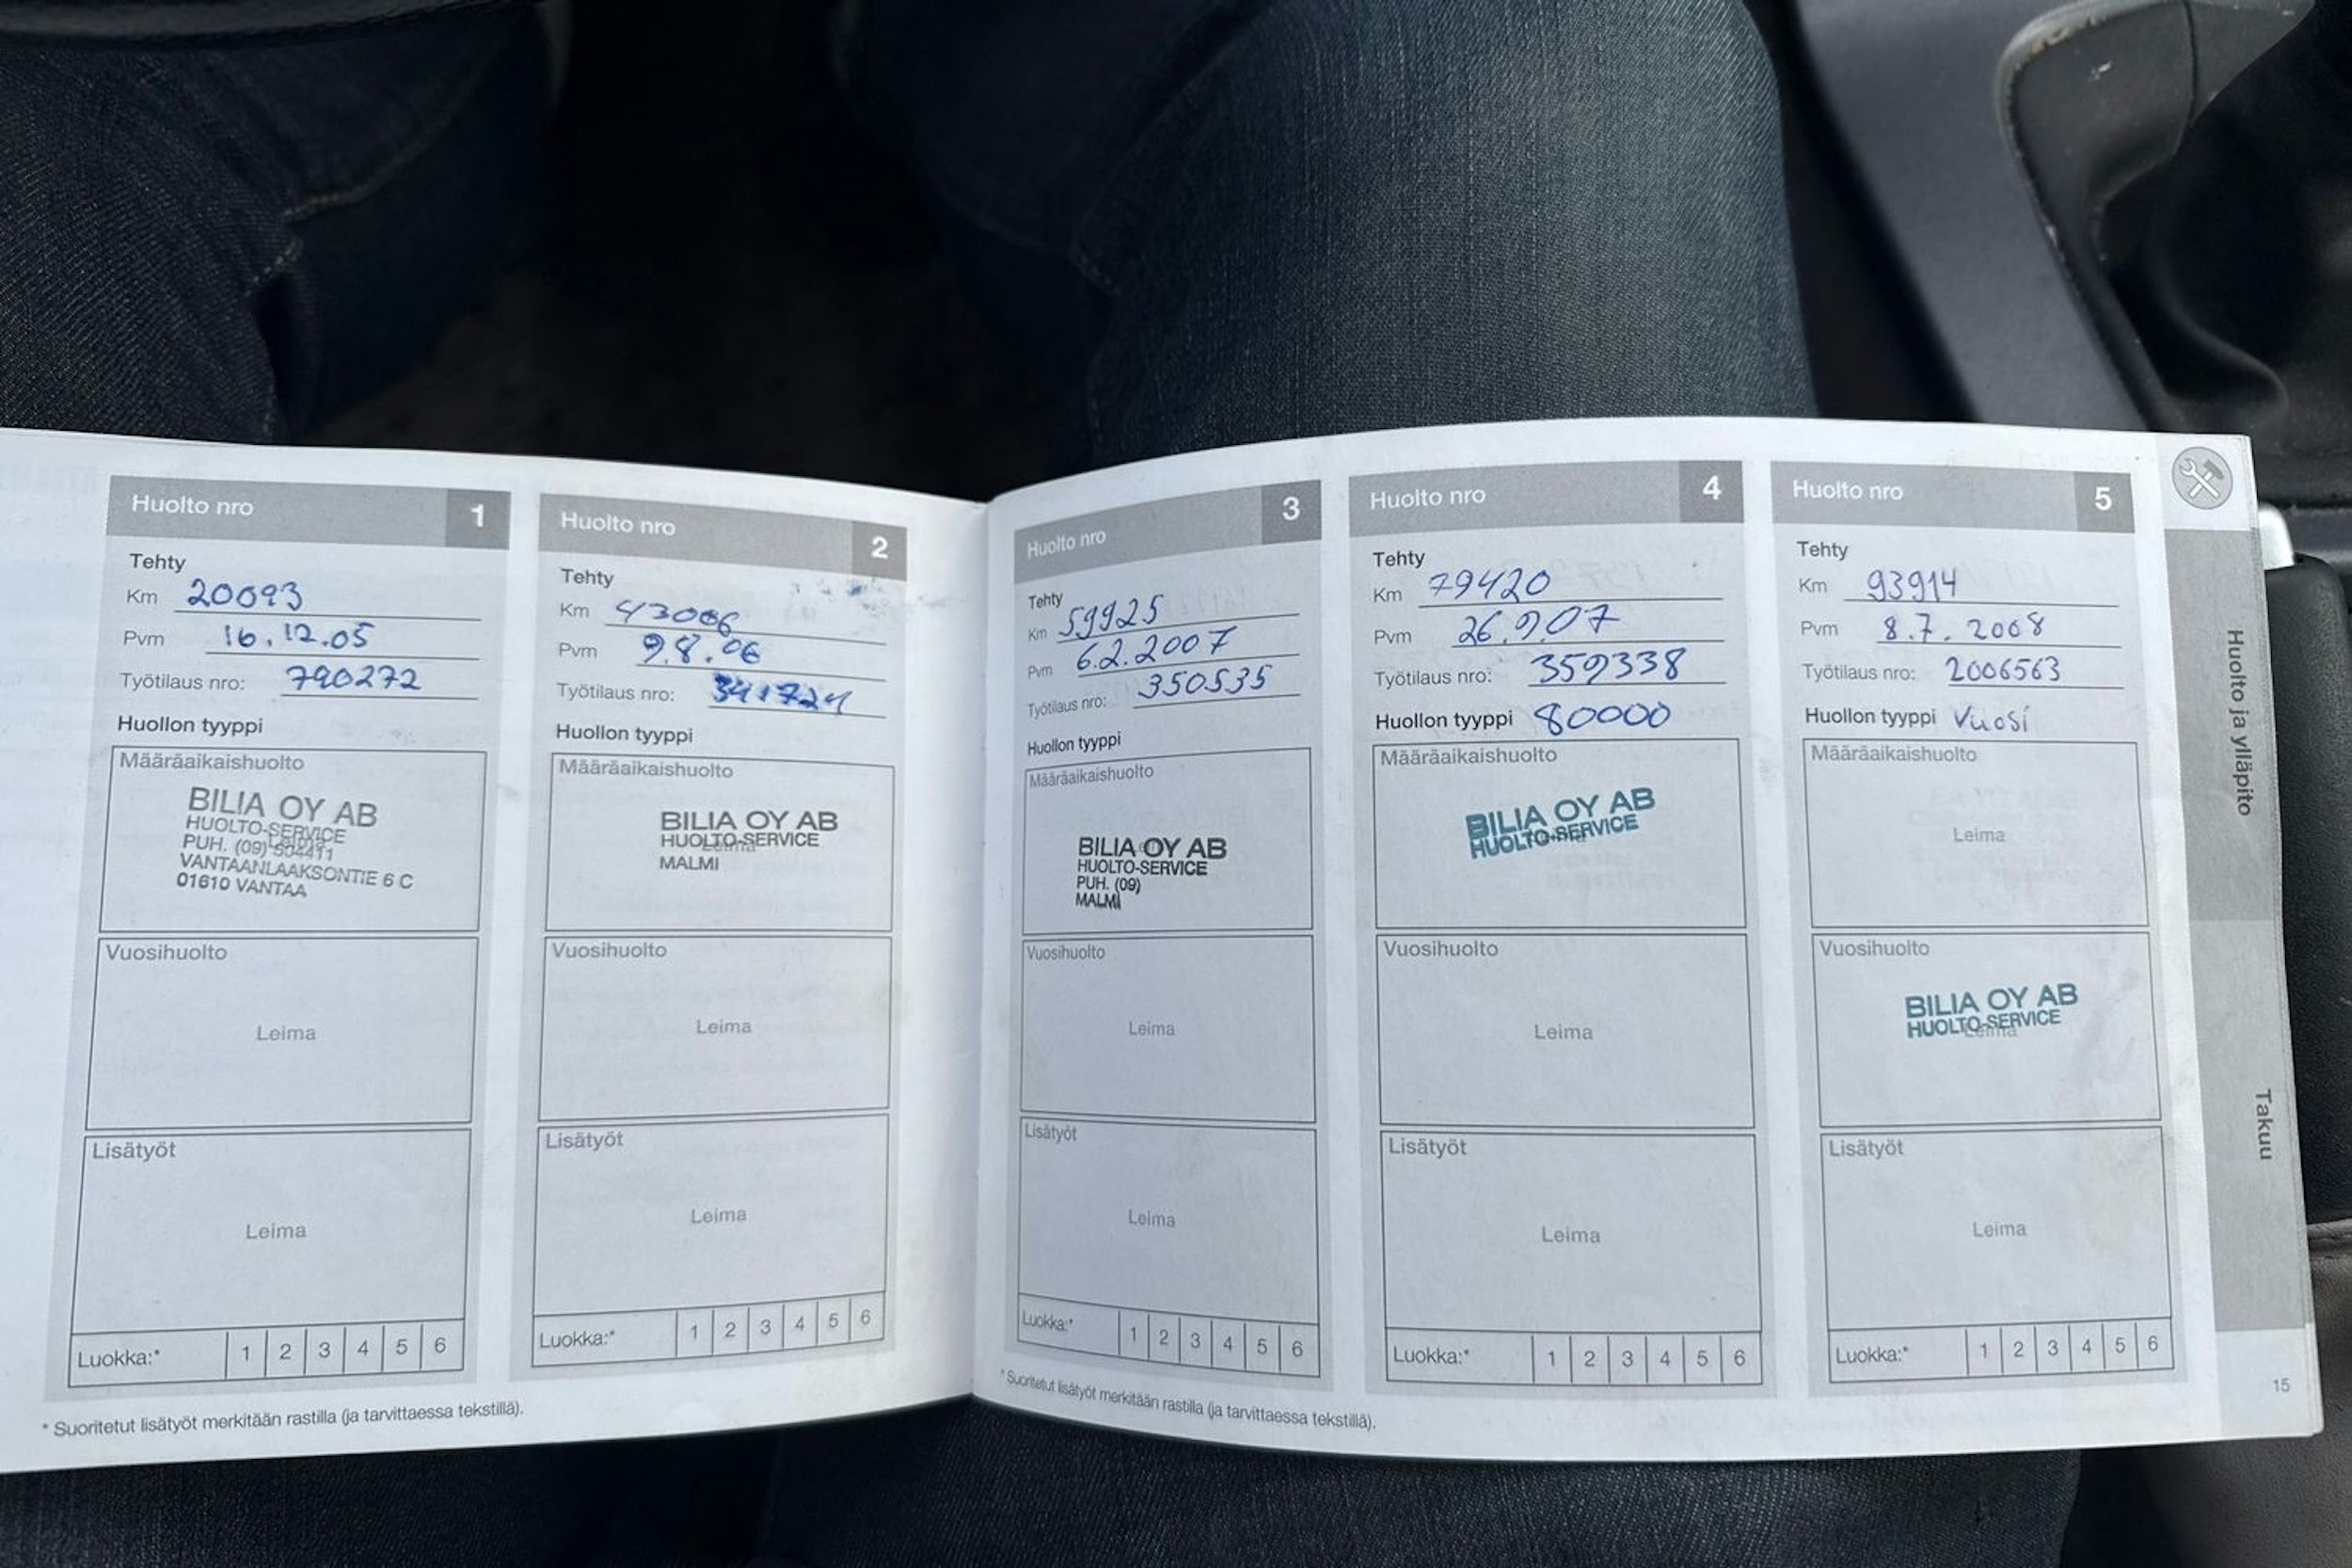 Huolto nro 1
Tehty
Km 20093
Pvm 16.12.05
Työtilaus nro: 790272
Huollon tyyppi
Määräaikaishuolto
BILIA OY AB
HUOLTO-SERVICE
PUH. (09) 504411
VANTAANLAAKSONTIE 6 C
01610 VANTAA
Vuosihuolto
Leima
Lisätyöt
Leima
Luokka:* 1 2 3 4 5 6
* Suoritetut lisätyöt merkitään rastilla (ja tarvittaessa tekstillä).
Huolto nro 2
Tehty
Km 43006
Pvm 9.8.06
Työtilaus nro: 341724
Huollon tyyppi
Määräaikaishuolto
BILIA OY AB
HUOLTO-SERVICE
Leima
MALMI
Vuosihuolto
Leima
Lisätyöt
Leima
Luokka:* 1 2 3 4 5 6
Huolto nro 3
Tehty
Km 59925
Pvm 6.2.2007
Työtilaus nro: 350535
Huollon tyyppi
Määräaikaishuolto
BILIA OY AB
HUOLTO-SERVICE
PUH. (09)
MALMI
Vuosihuolto
Leima
Lisätyöt
Leima
Luokka:* 1 2 3 4 5 6
* Suoritetut lisätyöt merkitään rastilla (ja tarvittaessa tekstillä).
Huolto nro 4
Tehty
Km 79420
Pvm 26.9.07
Työtilaus nro: 359338
Huollon tyyppi 80000
Määräaikaishuolto
BILIA OY AB
HUOLTO-SERVICE
Vuosihuolto
Leima
Lisätyöt
Leima
Luokka:* 1 2 3 4 5 6
Huolto nro 5
Tehty
Km 93914
Pvm 8.7.2008
Työtilaus nro: 2006563
Huollon tyyppi Vuosi
Määräaikaishuolto
Leima
Vuosihuolto
BILIA OY AB
HUOLTO-SERVICE
Leima
Lisätyöt
Leima
Luokka:* 1 2 3 4 5 6
Huolto ja ylläpito
Takuu
15